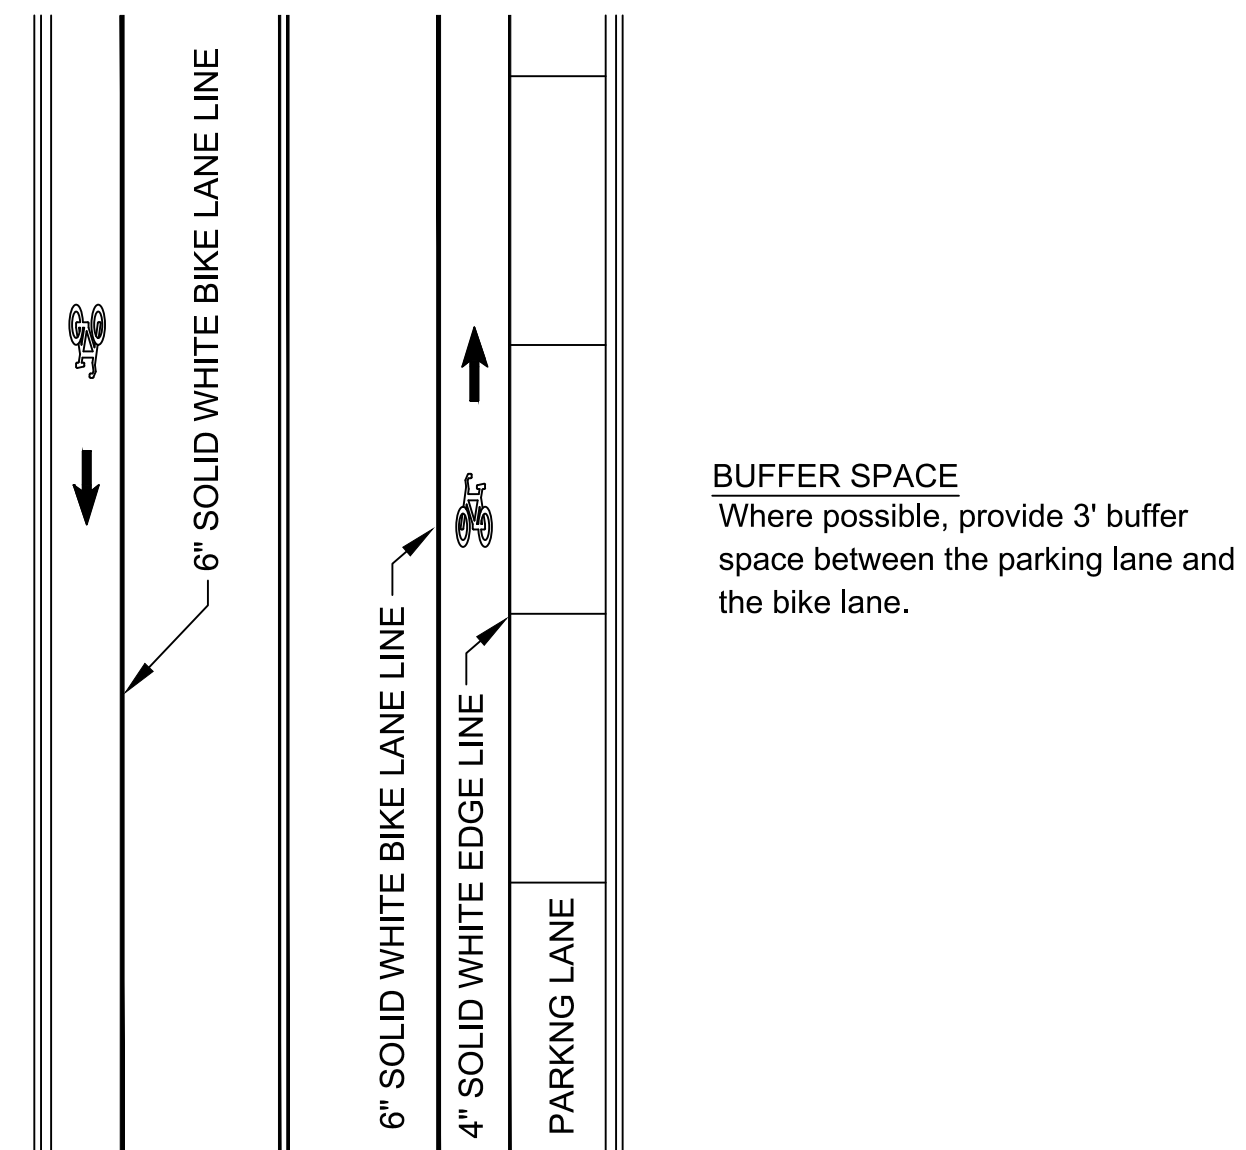 6" SOLID WHITE BIKE LANE LINE
6" SOLID WHITE BIKE LANE LINE
4" SOLID WHITE EDGE LINE
PARKNG LANE
BUFFER SPACE
Where possible, provide 3' buffer
space between the parking lane and
the bike lane.